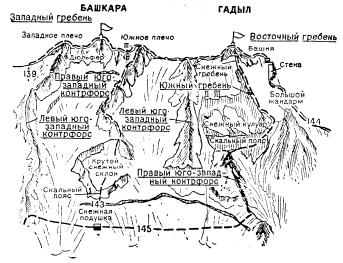 БАШКАРА ГАДЫЛ
Западный гребень
Восточный гребень
Западное плечо
Южное плечо
Башня
Дюльфер
Снежный
гребень
Стена
139
Правый юго-
западный
контрфорс
Южный гребень
Большой
жандарм
Левый юго-
западный
контрфорс
Левый юго
западный
контрфорс
144
Снежный кулуар
Скальный пояс
Крутой
снежный
склон
Правый юго-запад
ный контрфорс
Скальный
пояс
143
Снежная
подушка
145